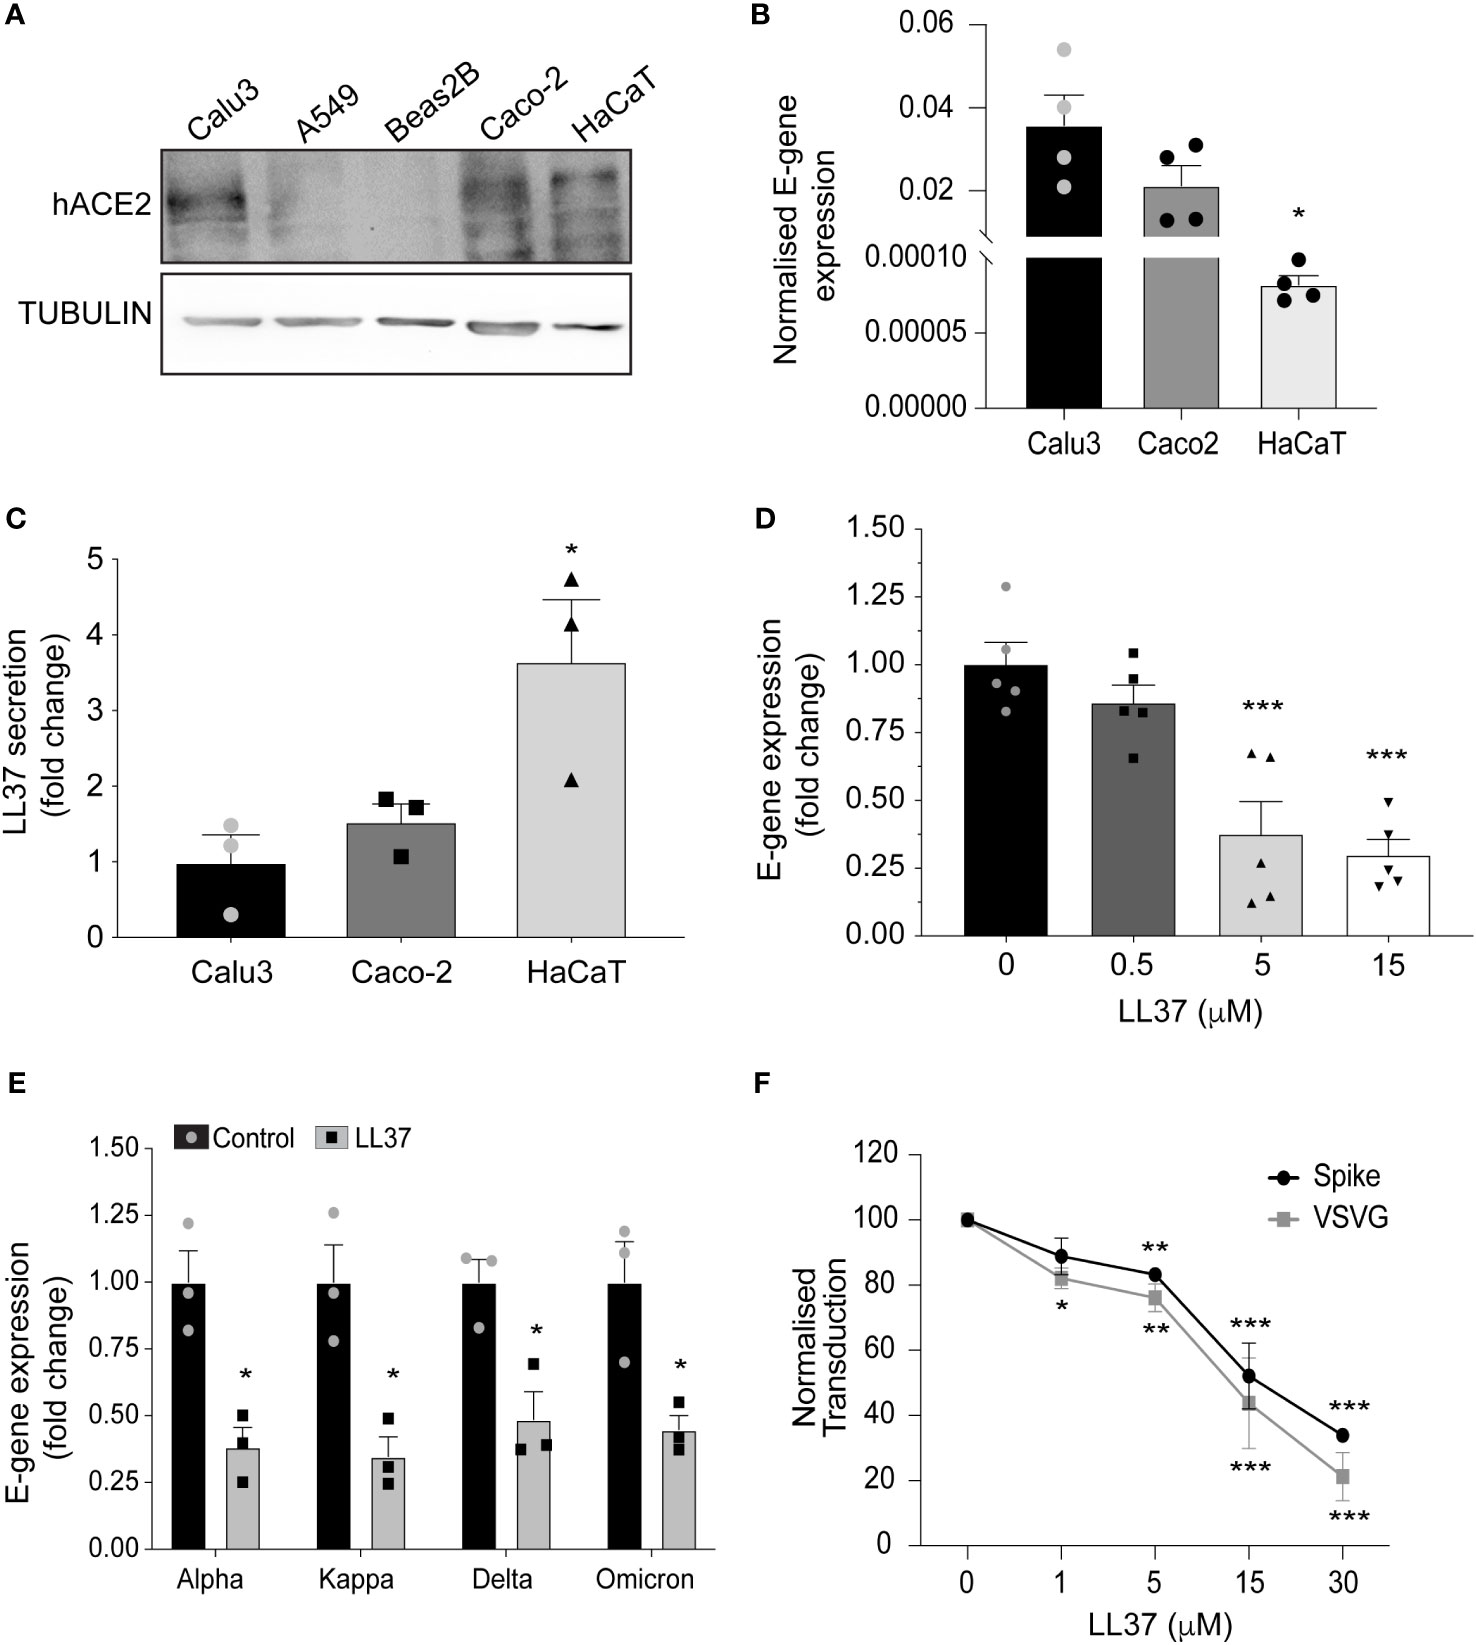 A
Calu3
A549
Beas2B
Caco-2
HaCaT
hACE2
TUBULIN
B
Normalised E-gene
expression
0.06
0.04
0.02
0.00010
0.00005
0.00000
*
Calu3
Caco2
HaCaT
C
LL37 secretion
(fold change)
5
4
3
2
1
0
*
Calu3
Caco-2
HaCaT
D
E-gene expression
(fold change)
1.50
1.25
1.00
0.75
0.50
0.25
0.00
***
***
0
0.5
5
15
LL37 (μM)
E
Control
LL37
E-gene expression
(fold change)
1.50
1.25
1.00
0.75
0.50
0.25
0.00
*
*
*
*
Alpha
Kappa
Delta
Omicron
F
Spike
VSVG
Normalised
Transduction
120
100
80
60
40
20
0
**
*
**
***
***
***
***
0
1
5
15
30
LL37 (μM)